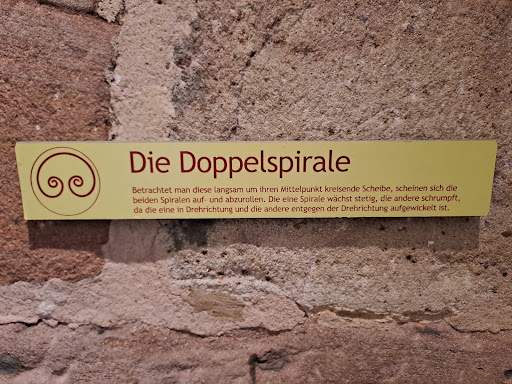 Die Doppelspirale
Betrachtet man diese langsam um ihren Mittelpunkt kreisende Scheibe, scheinen sich die
beiden Spiralen auf- und abzurollen. Die eine Spirale wächst stetig, die andere schrumpft,
da die eine in Drehrichtung und die andere entgegen der Drehrichtung aufgewickelt ist.